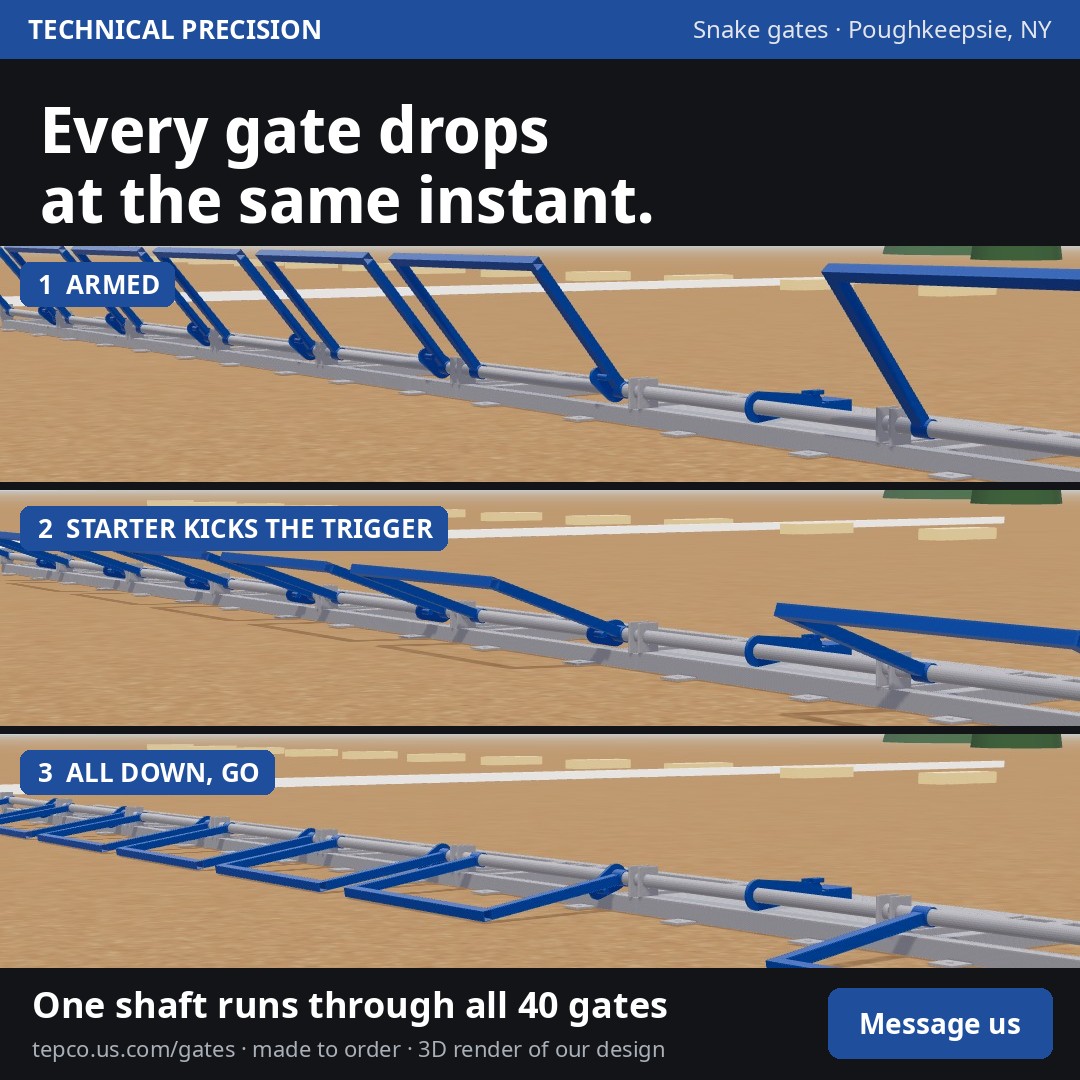 TECHNICAL PRECISION
Snake gates · Poughkeepsie, NY
Every gate drops
at the same instant.
1 ARMED
2 STARTER KICKS THE TRIGGER
3 ALL DOWN, GO
One shaft runs through all 40 gates
tepco.us.com/gates · made to order · 3D render of our design
Message us